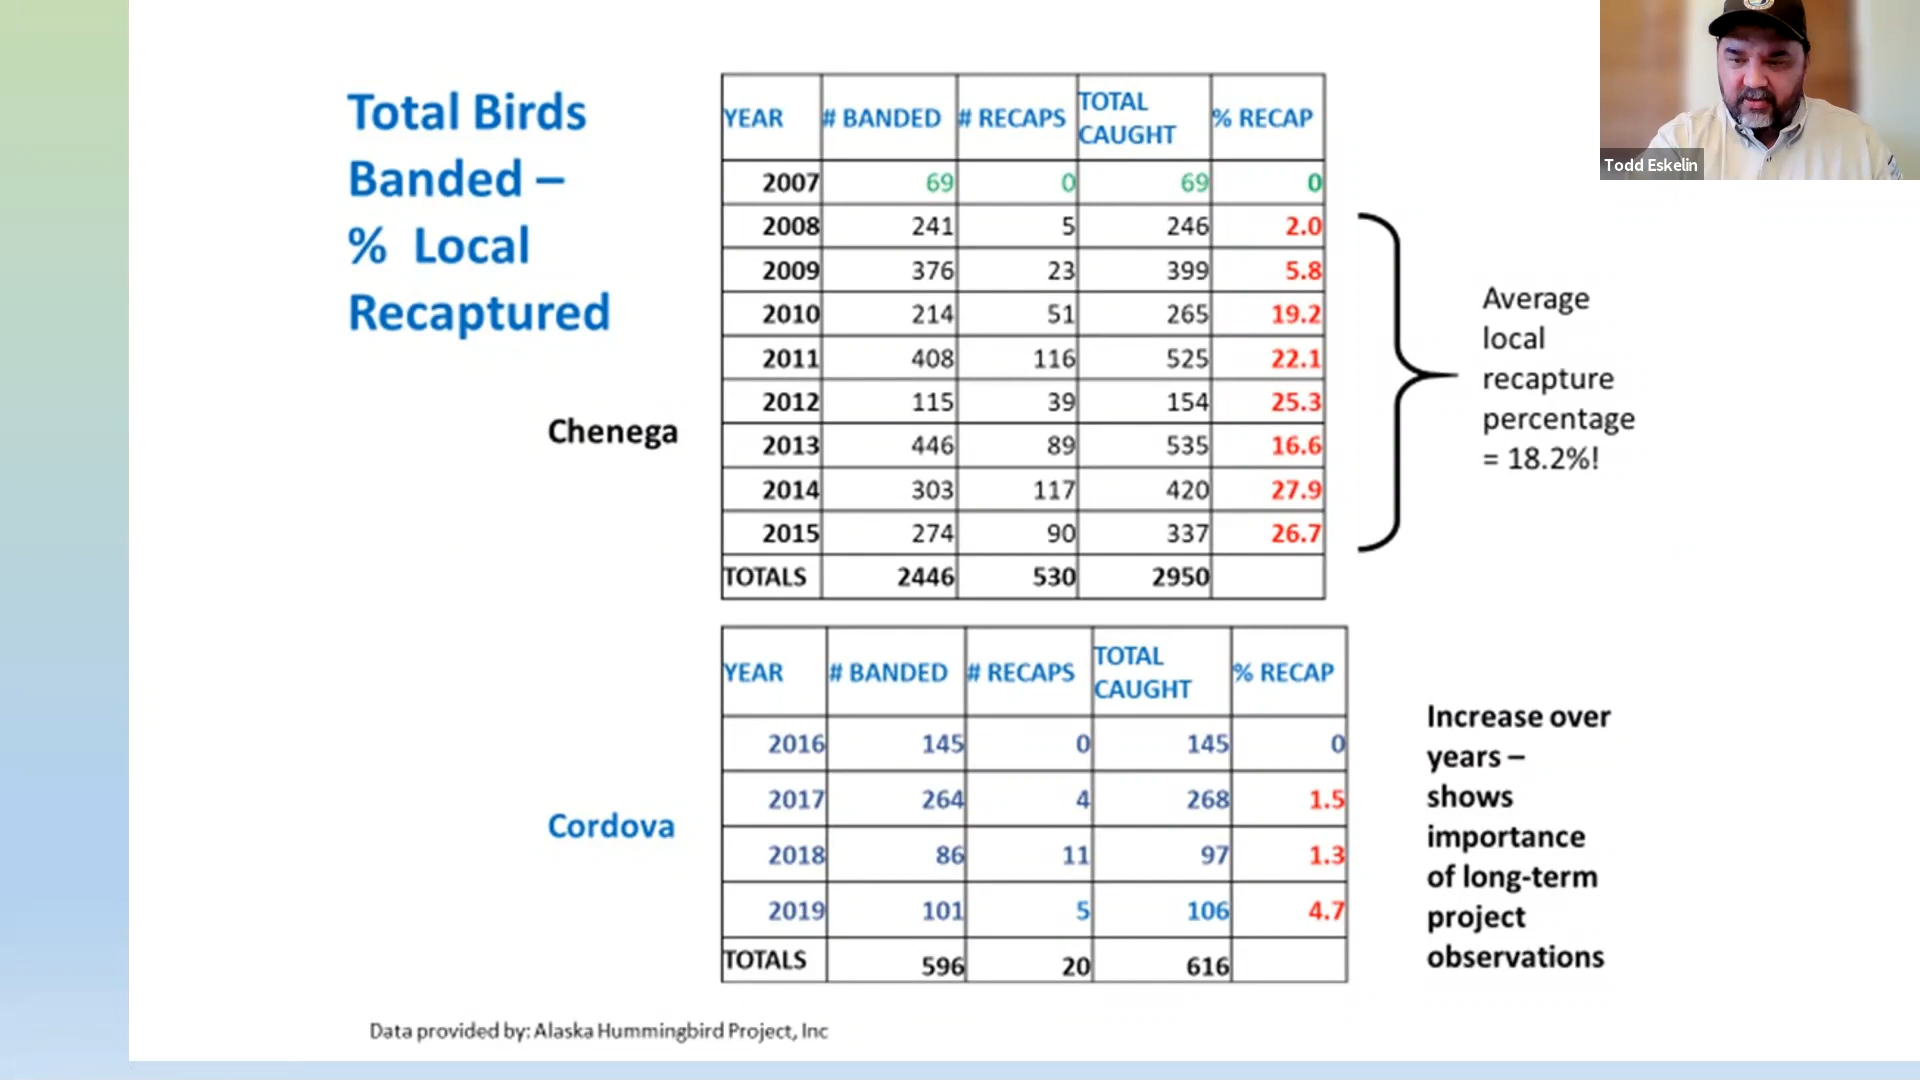 Total Birds
Banded –
% Local
Recaptured
Chenega
YEAR # BANDED # RECAPS TOTAL CAUGHT % RECAP
2007 69 0 69 0
2008 241 5 246 2.0
2009 376 23 399 5.8
2010 214 51 265 19.2
2011 408 116 525 22.1
2012 115 39 154 25.3
2013 446 89 535 16.6
2014 303 117 420 27.9
2015 274 90 337 26.7
TOTALS 2446 530 2950
Average
local
recapture
percentage
= 18.2%!
Todd Eskelin
Cordova
YEAR # BANDED # RECAPS TOTAL CAUGHT % RECAP
2016 145 0 145 0
2017 264 4 268 1.5
2018 86 11 97 1.3
2019 101 5 106 4.7
TOTALS 596 20 616
Increase over
years –
shows
importance
of long-term
project
observations
Data provided by: Alaska Hummingbird Project, Inc